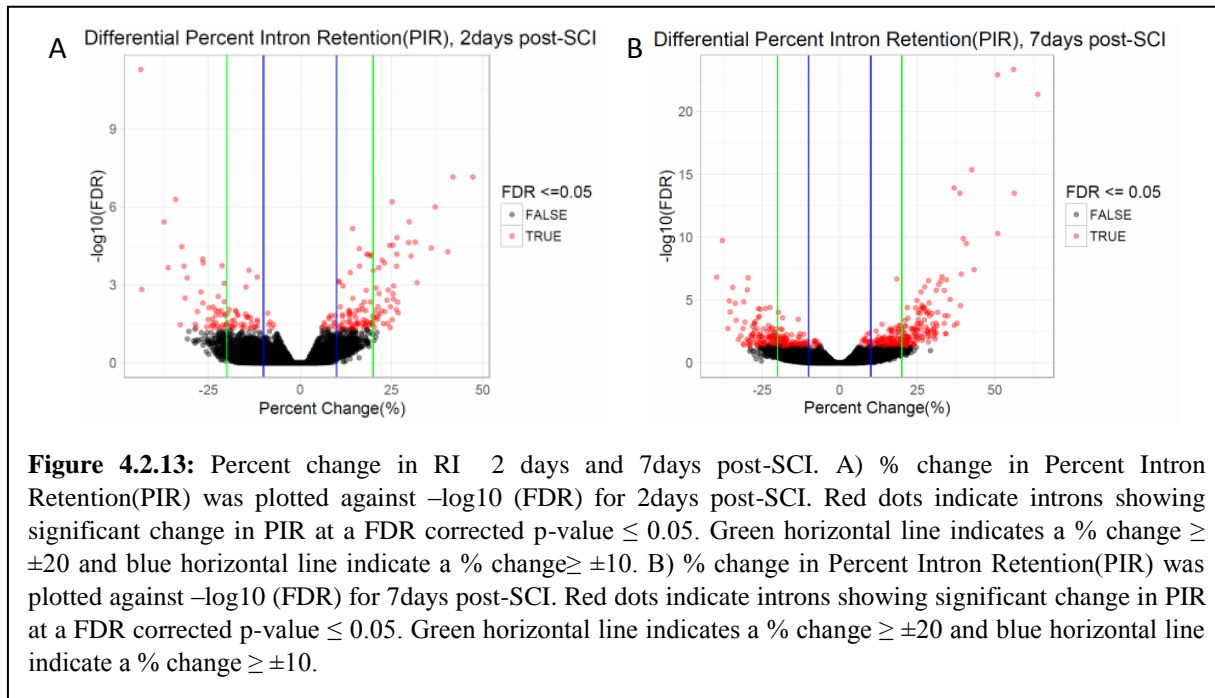 A
Differential Percent Intron Retention(PIR), 2days post-SCI
-log10(FDR)
9
6
3
0
-25
0
25
50
Percent Change(%)
FDR <=0.05
FALSE
TRUE
B
Differential Percent Intron Retention(PIR), 7days post-SCI
-log10(FDR)
20
15
10
5
0
-25
0
25
50
Percent Change(%)
FDR <= 0.05
FALSE
TRUE
Figure 4.2.13: Percent change in RI 2 days and 7days post-SCI. A) % change in Percent Intron
Retention(PIR) was plotted against –log10 (FDR) for 2days post-SCI. Red dots indicate introns showing
significant change in PIR at a FDR corrected p-value ≤ 0.05. Green horizontal line indicates a % change ≥
±20 and blue horizontal line indicate a % change≥ ±10. B) % change in Percent Intron Retention(PIR) was
plotted against –log10 (FDR) for 7days post-SCI. Red dots indicate introns showing significant change in PIR
at a FDR corrected p-value ≤ 0.05. Green horizontal line indicates a % change ≥ ±20 and blue horizontal line
indicate a % change ≥ ±10.